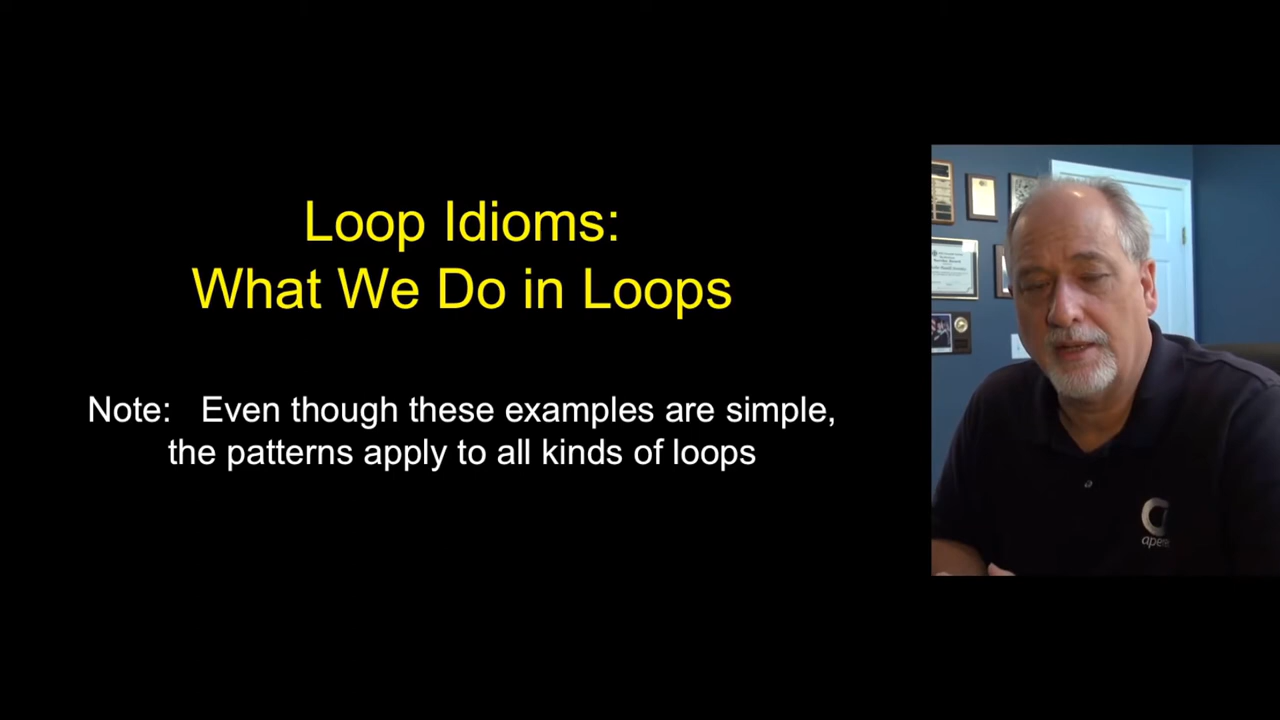 Loop Idioms:
What We Do in Loops
Note: Even though these examples are simple,
the patterns apply to all kinds of loops